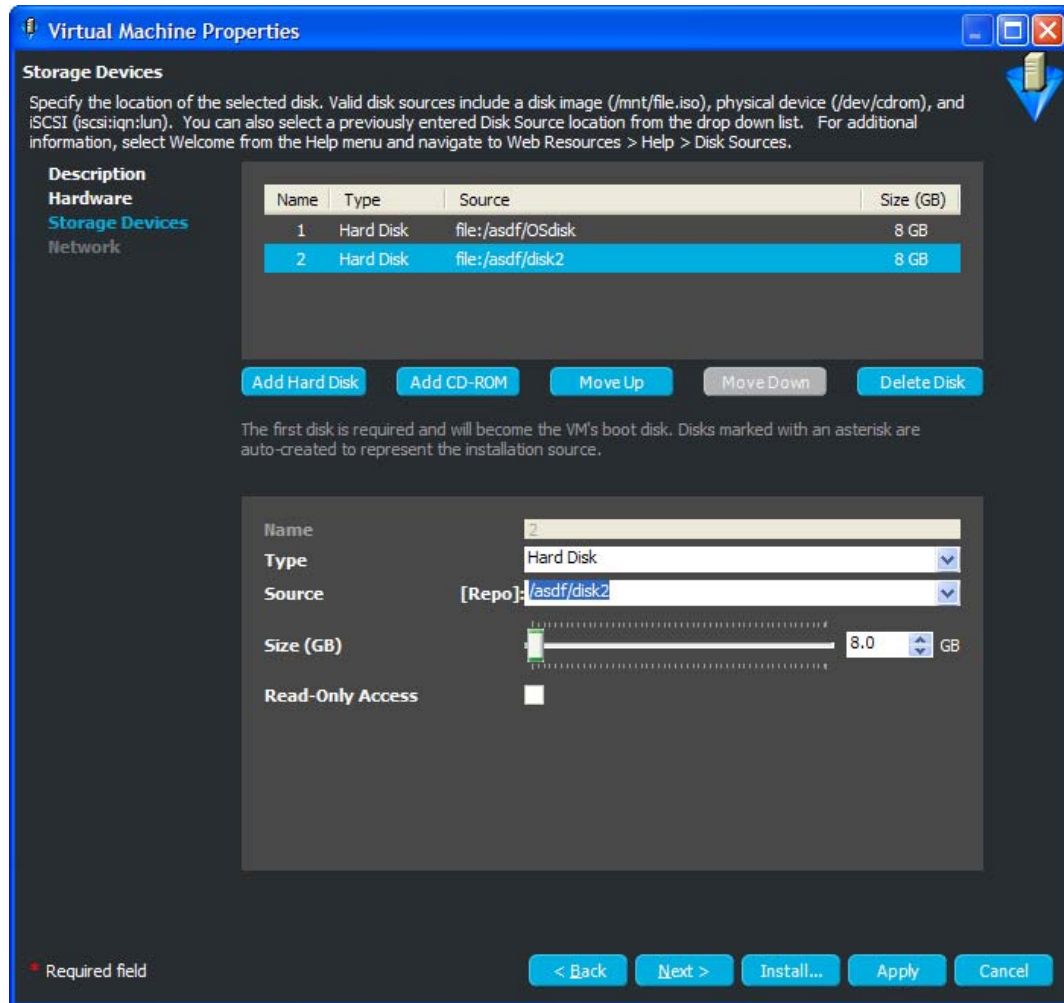 Virtual Machine Properties
Storage Devices
Specify the location of the selected disk. Valid disk sources include a disk image (/mnt/file.iso), physical device (/dev/cdrom), and
iSCSI (iscsi:iqn:lun). You can also select a previously entered Disk Source location from the drop down list. For additional
information, select Welcome from the Help menu and navigate to Web Resources > Help > Disk Sources.
Description
Hardware
Storage Devices
Network
Name Type Source Size (GB)
1 Hard Disk file:/asdf/OSdisk 8 GB
2 Hard Disk file:/asdf/disk2 8 GB
Add Hard Disk Add CD-ROM Move Up Move Down Delete Disk
The first disk is required and will become the VM's boot disk. Disks marked with an asterisk are
auto-created to represent the installation source.
Name 2
Type Hard Disk
Source [Repo]: /asdf/disk2
Size (GB) 8.0 GB
Read-Only Access
* Required field < Back Next > Install... Apply Cancel